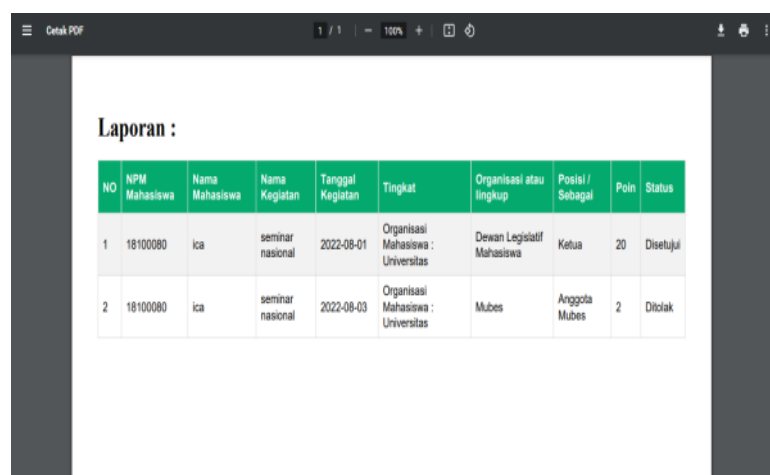 Cetak PDF 1 / 1 - 100% +
Laporan :
NO NPM Mahasiswa Nama Mahasiswa Nama Kegiatan Tanggal Kegiatan Tingkat Organisasi atau lingkup Posisi / Sebagai Poin Status
1 18100080 ica seminar nasional 2022-08-01 Organisasi Mahasiswa : Universitas Dewan Legislatif Mahasiswa Ketua 20 Disetujui
2 18100080 ica seminar nasional 2022-08-03 Organisasi Mahasiswa : Universitas Mubes Anggota Mubes 2 Ditolak